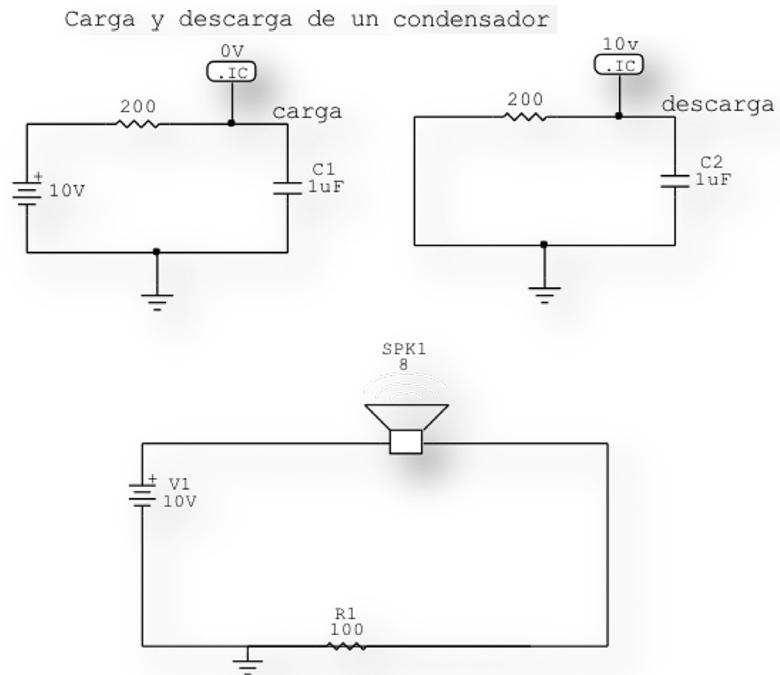 Carga y descarga de un condensador
0V
.IC
200
carga
10V
C1
1uF
10v
.IC
200
descarga
C2
1uF
SPK1
8
V1
10V
R1
100